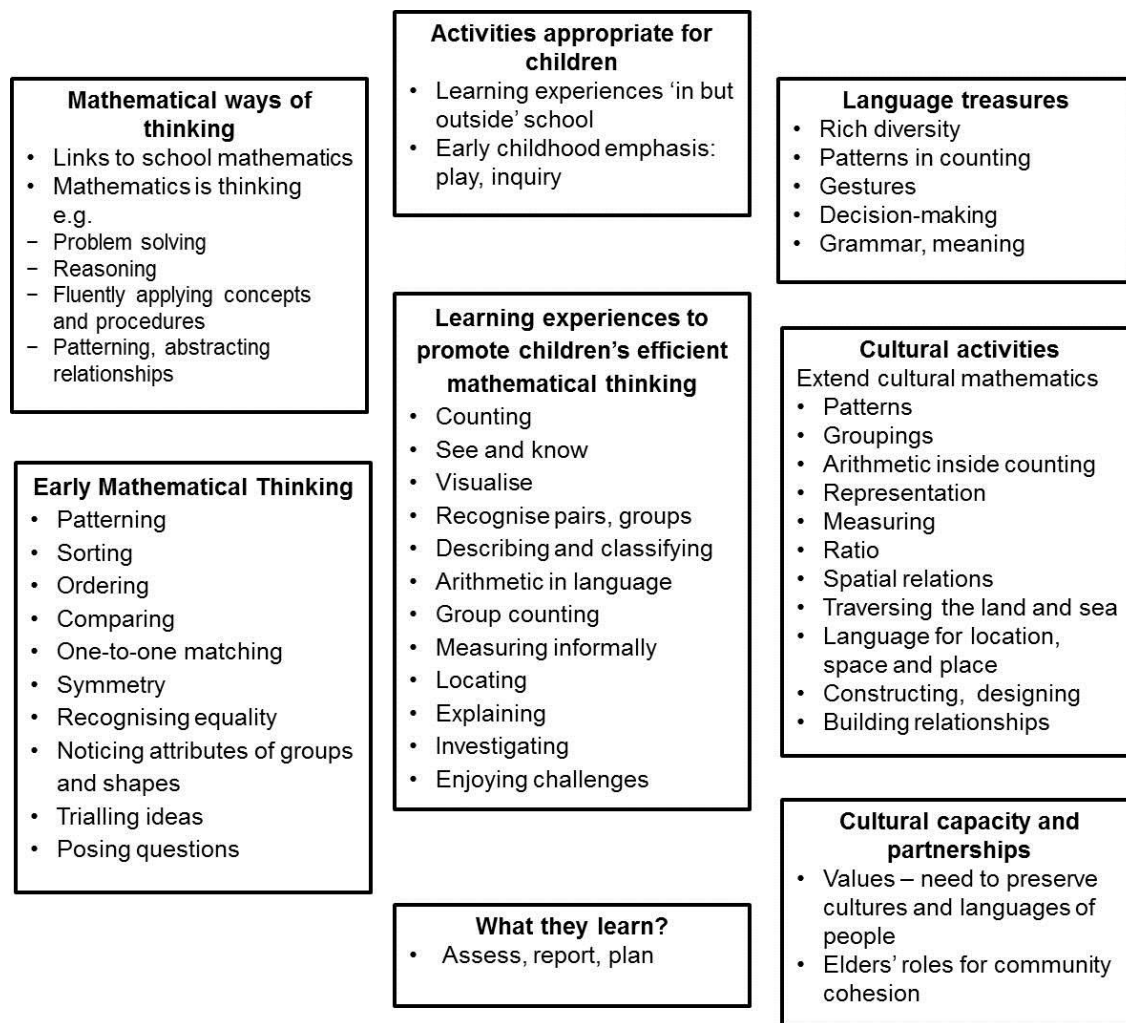 Mathematical ways of
thinking
• Links to school mathematics
• Mathematics is thinking
e.g.
− Problem solving
− Reasoning
− Fluently applying concepts
and procedures
− Patterning, abstracting
relationships
Early Mathematical Thinking
• Patterning
• Sorting
• Ordering
• Comparing
• One-to-one matching
• Symmetry
• Recognising equality
• Noticing attributes of groups
and shapes
• Trialling ideas
• Posing questions
Activities appropriate for
children
• Learning experiences ‘in but
outside’ school
• Early childhood emphasis:
play, inquiry
Learning experiences to
promote children’s efficient
mathematical thinking
• Counting
• See and know
• Visualise
• Recognise pairs, groups
• Describing and classifying
• Arithmetic in language
• Group counting
• Measuring informally
• Locating
• Explaining
• Investigating
• Enjoying challenges
What they learn?
• Assess, report, plan
Language treasures
• Rich diversity
• Patterns in counting
• Gestures
• Decision-making
• Grammar, meaning
Cultural activities
Extend cultural mathematics
• Patterns
• Groupings
• Arithmetic inside counting
• Representation
• Measuring
• Ratio
• Spatial relations
• Traversing the land and sea
• Language for location,
space and place
• Constructing, designing
• Building relationships
Cultural capacity and
partnerships
• Values – need to preserve
cultures and languages of
people
• Elders’ roles for community
cohesion